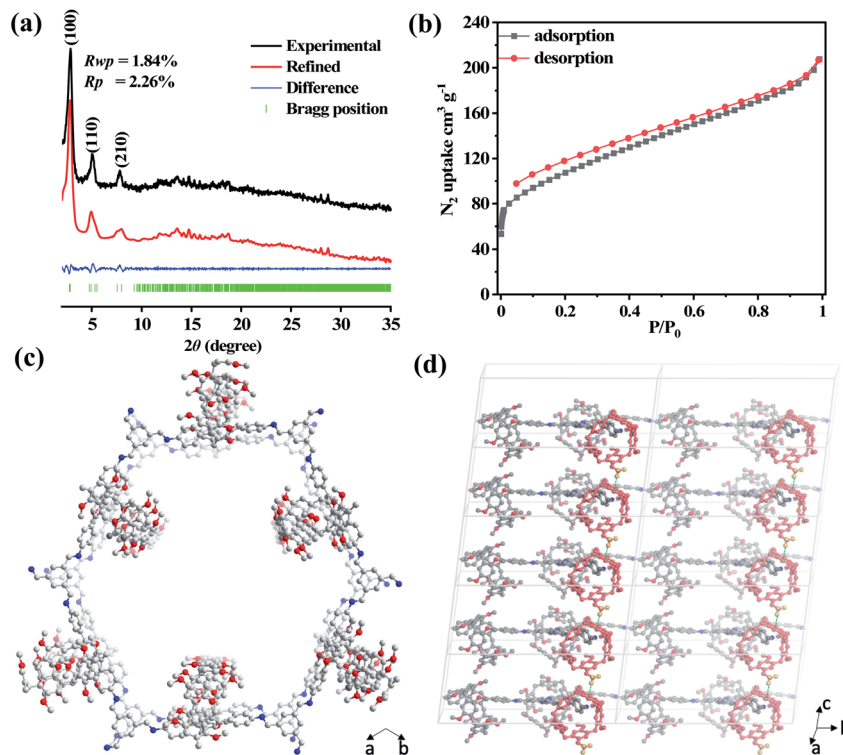 (a)
(100)
(110)
(210)
Rwp = 1.84%
Rp = 2.26%
Experimental
Refined
Difference
Bragg position
5
10
15
20
25
30
35
2θ (degree)
(b)
adsorption
desorption
N2 uptake cm3 g-1
240
200
160
120
80
40
0
0
0.2
0.4
0.6
0.8
1
P/P0
(c)
a
b
(d)
c
a